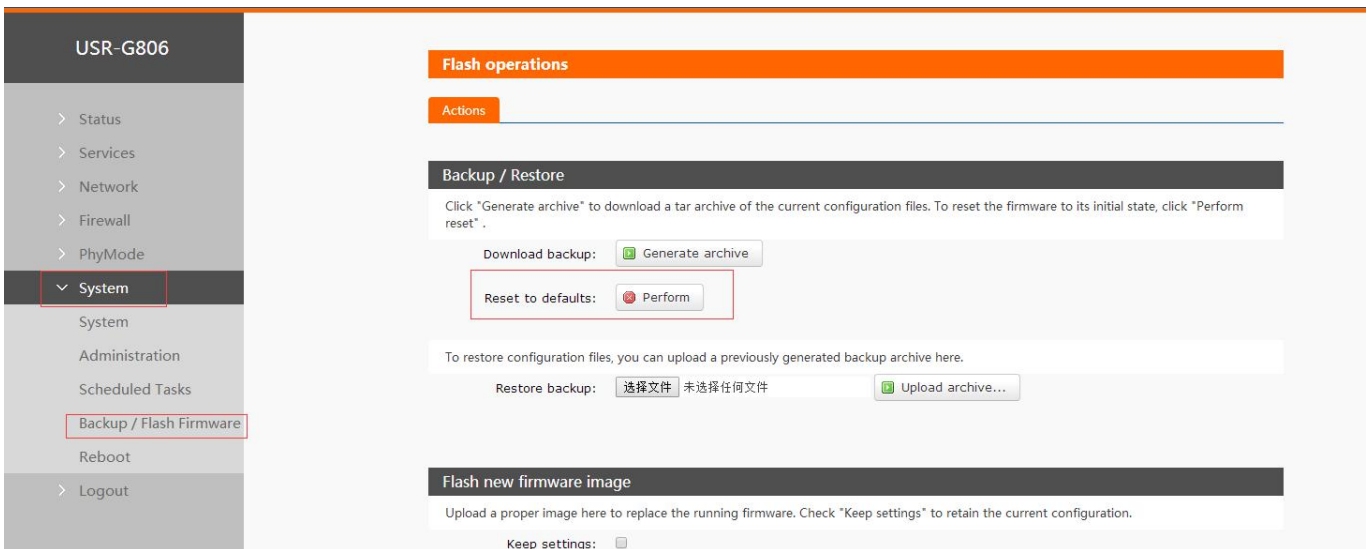 USR-G806
Status
Services
Network
Firewall
PhyMode
System
System
Administration
Scheduled Tasks
Backup / Flash Firmware
Reboot
Logout
Flash operations
Actions
Backup / Restore
Click "Generate archive" to download a tar archive of the current configuration files. To reset the firmware to its initial state, click "Perform
reset" .
Download backup: Generate archive
Reset to defaults: Perform
To restore configuration files, you can upload a previously generated backup archive here.
Restore backup: 选择文件 未选择任何文件 Upload archive...
Flash new firmware image
Upload a proper image here to replace the running firmware. Check "Keep settings" to retain the current configuration.
Keep settings: